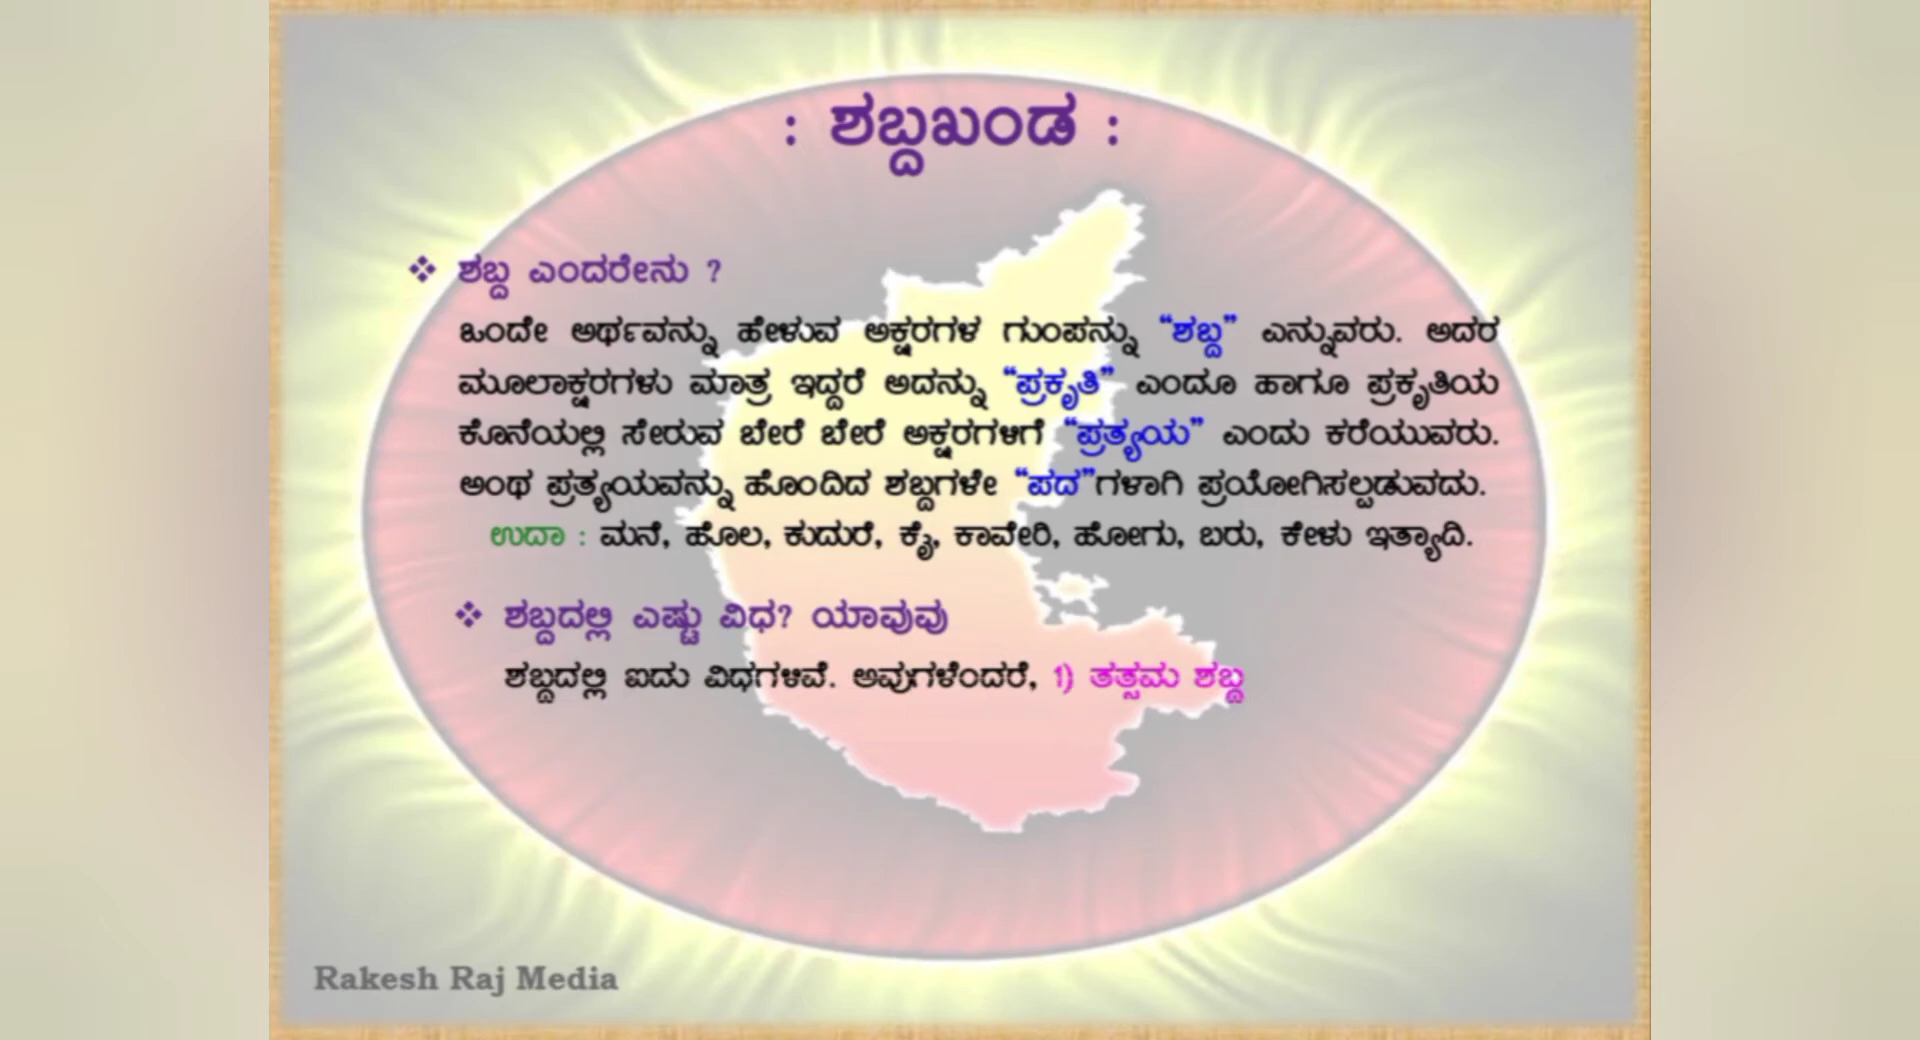 : ಶಬ್ದಖಂಡ :
❖ ಶಬ್ದ ಎಂದರೇನು ?
ಒಂದೇ ಅರ್ಥವನ್ನು ಹೇಳುವ ಅಕ್ಷರಗಳ ಗುಂಪನ್ನು “ಶಬ್ದ” ಎನ್ನುವರು. ಅದರ
ಮೂಲಾಕ್ಷರಗಳು ಮಾತ್ರ ಇದ್ದರೆ ಅದನ್ನು “ಪ್ರಕೃತಿ” ಎಂದೂ ಹಾಗೂ ಪ್ರಕೃತಿಯ
ಕೊನೆಯಲ್ಲಿ ಸೇರುವ ಬೇರೆ ಬೇರೆ ಅಕ್ಷರಗಳಿಗೆ “ಪ್ರತ್ಯಯ” ಎಂದು ಕರೆಯುವರು.
ಅಂಥ ಪ್ರತ್ಯಯವನ್ನು ಹೊಂದಿದ ಶಬ್ದಗಳೇ “ಪದ”ಗಳಾಗಿ ಪ್ರಯೋಗಿಸಲ್ಪಡುವದು.
ಉದಾ : ಮನೆ, ಹೊಲ, ಕುದುರೆ, ಕೈ, ಕಾವೇರಿ, ಹೋಗು, ಬರು, ಕೇಳು ಇತ್ಯಾದಿ.
❖ ಶಬ್ದದಲ್ಲಿ ಎಷ್ಟು ವಿಧ? ಯಾವುವು
ಶಬ್ದದಲ್ಲಿ ಐದು ವಿಧಗಳಿವೆ. ಅವುಗಳೆಂದರೆ, 1) ತತ್ಸಮ ಶಬ್ದ
Rakesh Raj Media